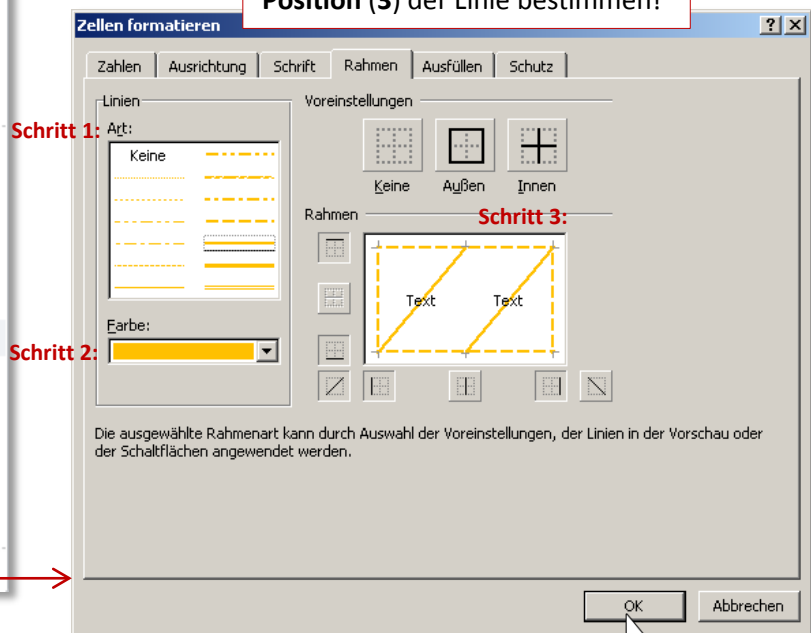 Position (3) der Linie bestimmen!
Zellen formatieren
Zahlen Ausrichtung Schrift Rahmen Ausfüllen Schutz
Linien
Voreinstellungen
Schritt 1: Art:
Keine
Keine Außen Innen
Rahmen
Schritt 3:
Text Text
Farbe:
Schritt 2:
Die ausgewählte Rahmenart kann durch Auswahl der Voreinstellungen, der Linien in der Vorschau oder
der Schaltflächen angewendet werden.
OK Abbrechen